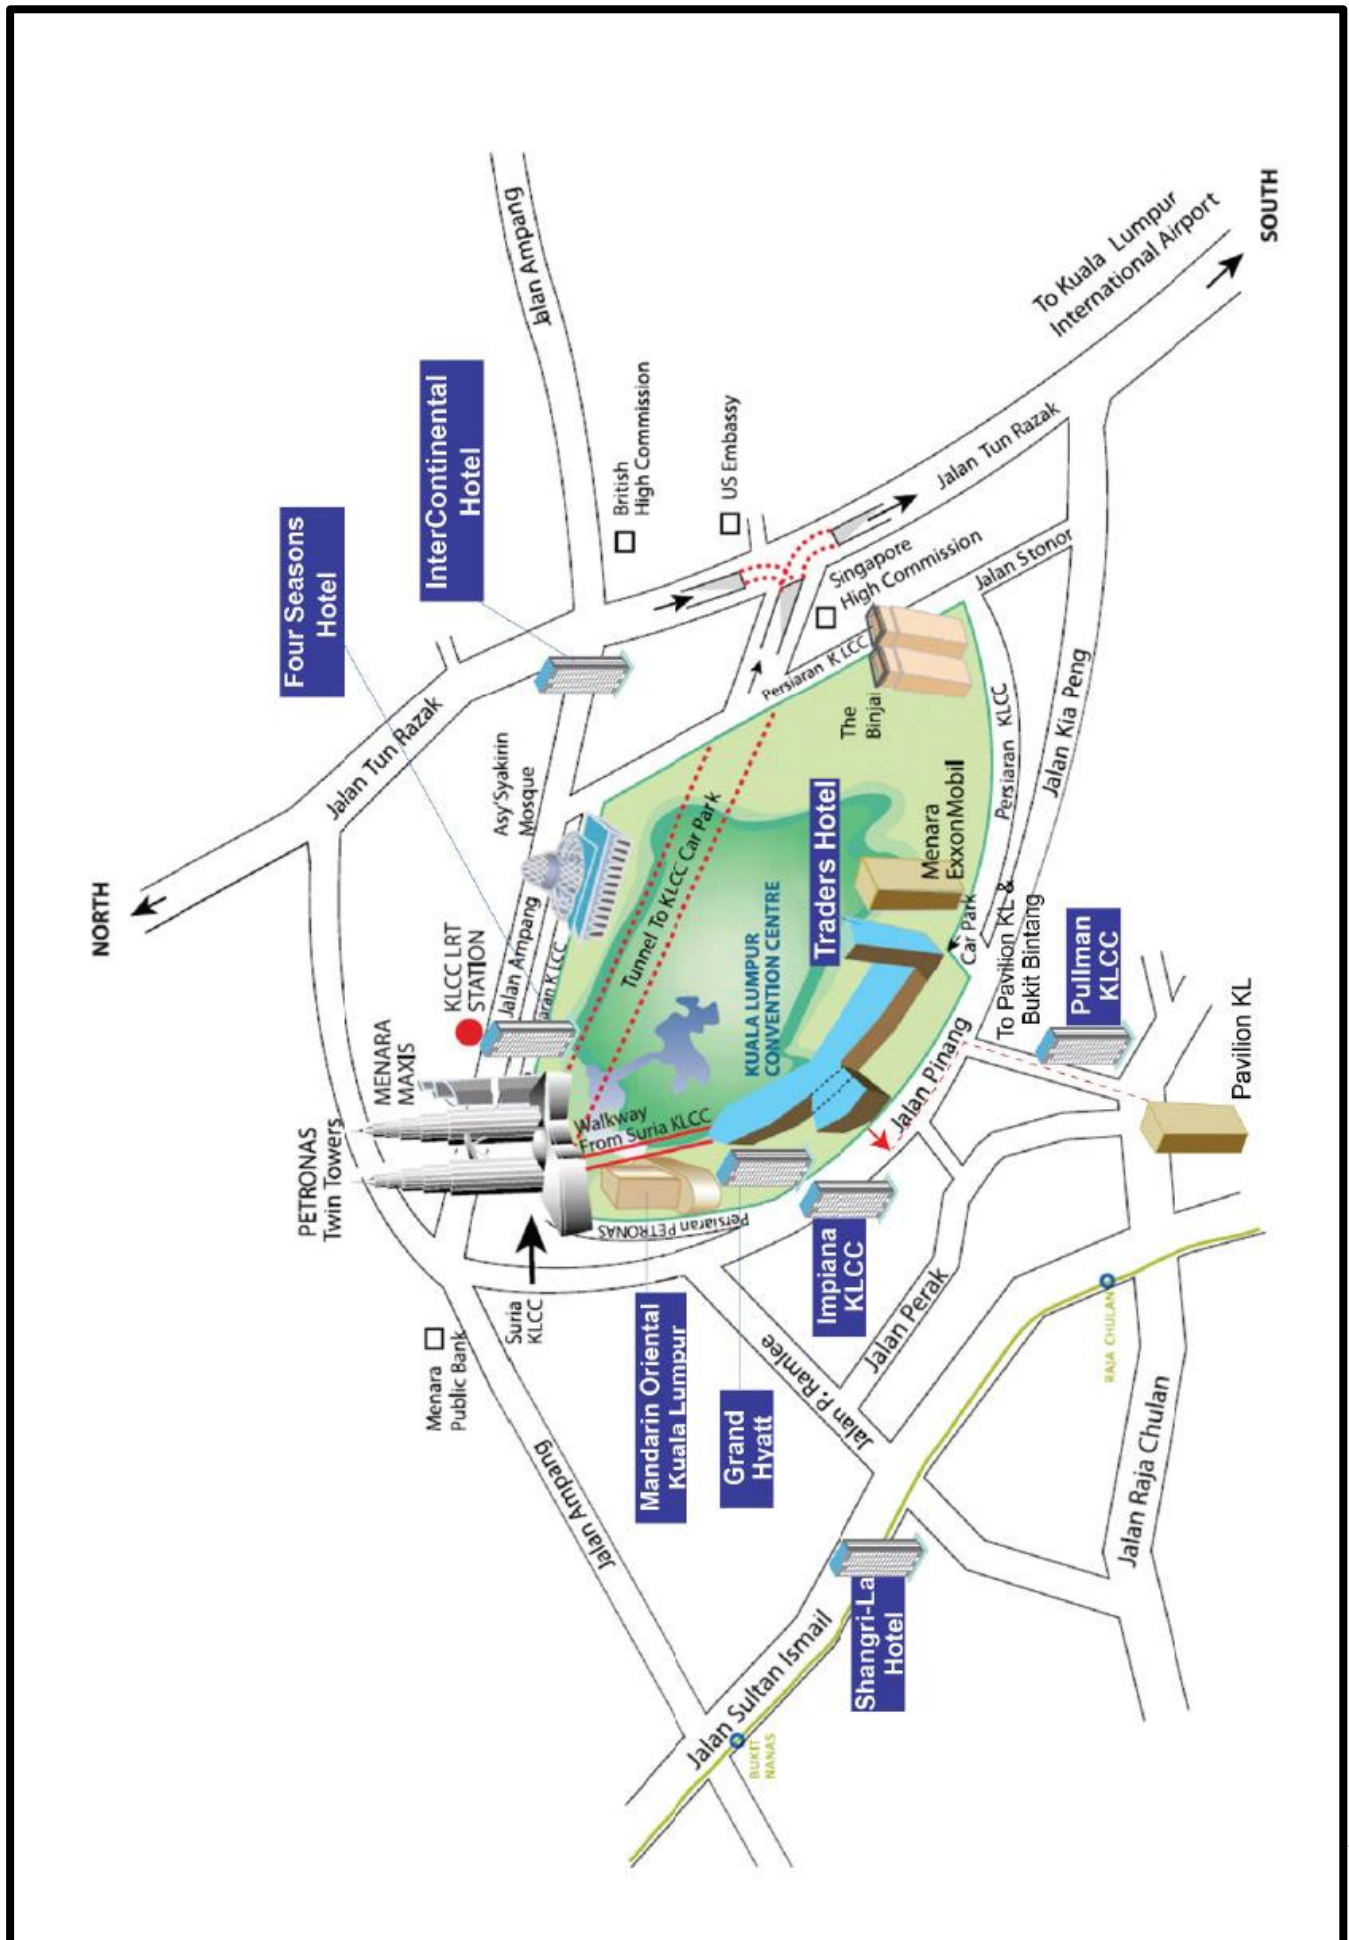 NORTH
PETRONAS
Twin Towers
MENARA
MAXIS
KLCC LRT
STATION
Four Seasons
Hotel
InterContinental
Hotel
Jalan Tun Razak
Jalan Ampang
Asy'Syakirin
Mosque
Jalan Ampang
aran KLCC
British
High Commission
US Embassy
Singapore
High Commission
To Kuala Lumpur
International Airport
SOUTH
Jalan Tun Razak
Jalan Stonor
Persiaran KLCC
The
Binjai
Persiaran KLCC
Jalan Kia Peng
Tunnel To KLCC Car Park
Traders Hotel
Menara
ExxonMobil
KUALA LUMPUR
CONVENTION CENTRE
Car Park
To Pavilion KL &
Bukit Bintang
Pullman
KLCC
Pavilion KL
Jalan Pinang
Walkway
From Suria KLCC
Persiaran PETRONAS
Suria
KLCC
Menara
Public Bank
Mandarin Oriental
Kuala Lumpur
Grand
Hyatt
Impiana
KLCC
Jalan Perak
Jalan P. Ramlee
RAJA CHULAN
Jalan Raja Chulan
Jalan Ampang
Shangri-La
Hotel
Jalan Sultan Ismail
BUKIT
NANAS